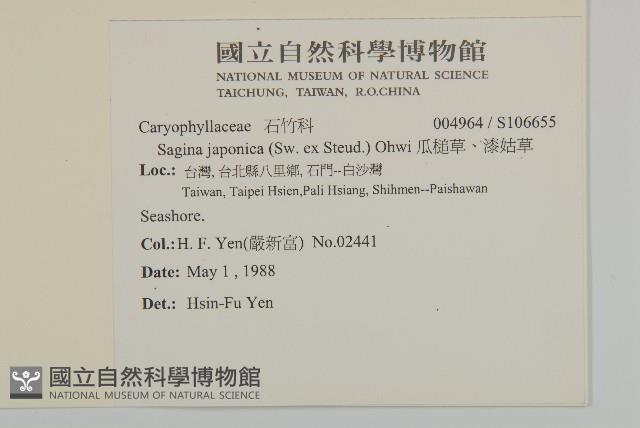 國立自然科學博物館
NATIONAL MUSEUM OF NATURAL SCIENCE
TAICHUNG, TAIWAN, R.O.CHINA
Caryophyllaceae 石竹科 004964 / S106655
Sagina japonica (Sw. ex Steud.) Ohwi 瓜槌草、漆姑草
Loc.: 台灣, 台北縣八里鄉, 石門--白沙灣
Taiwan, Taipei Hsien,Pali Hsiang, Shihmen--Paishawan
Seashore.
Col.: H. F. Yen(嚴新富) No.02441
Date: May 1 , 1988
Det.: Hsin-Fu Yen
國立自然科學博物館
NATIONAL MUSEUM OF NATURAL SCIENCE